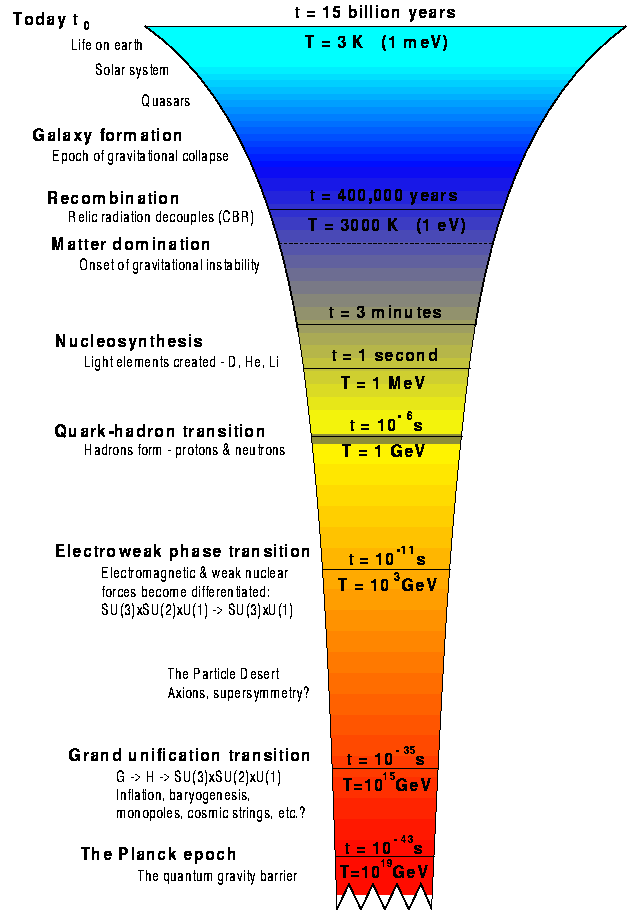 t = 15 billion years
Today t₀
T = 3 K (1 meV)
Life on earth
Solar system
Quasars
Galaxy formation
Epoch of gravitational collapse
Recombination
t = 400,000 years
Relic radiation decouples (CBR)
T = 3000 K (1 eV)
Matter domination
Onset of gravitational instability
t = 3 minutes
Nucleosynthesis
Light elements created - D, He, Li
t = 1 second
T = 1 MeV
Quark-hadron transition
Hadrons form - protons & neutrons
t = 10⁻⁶s
T = 1 GeV
Electroweak phase transition
Electromagnetic & weak nuclear
forces become differentiated:
SU(3)xSU(2)xU(1) -> SU(3)xU(1)
t = 10⁻¹¹s
T = 10³GeV
The Particle Desert
Axions, supersymmetry?
Grand unification transition
G -> H -> SU(3)xSU(2)xU(1)
Inflation, baryogenesis,
monopoles, cosmic strings, etc.?
t = 10⁻³⁵s
T=10¹⁵GeV
The Planck epoch
The quantum gravity barrier
t = 10⁻⁴³s
T=10¹⁹GeV